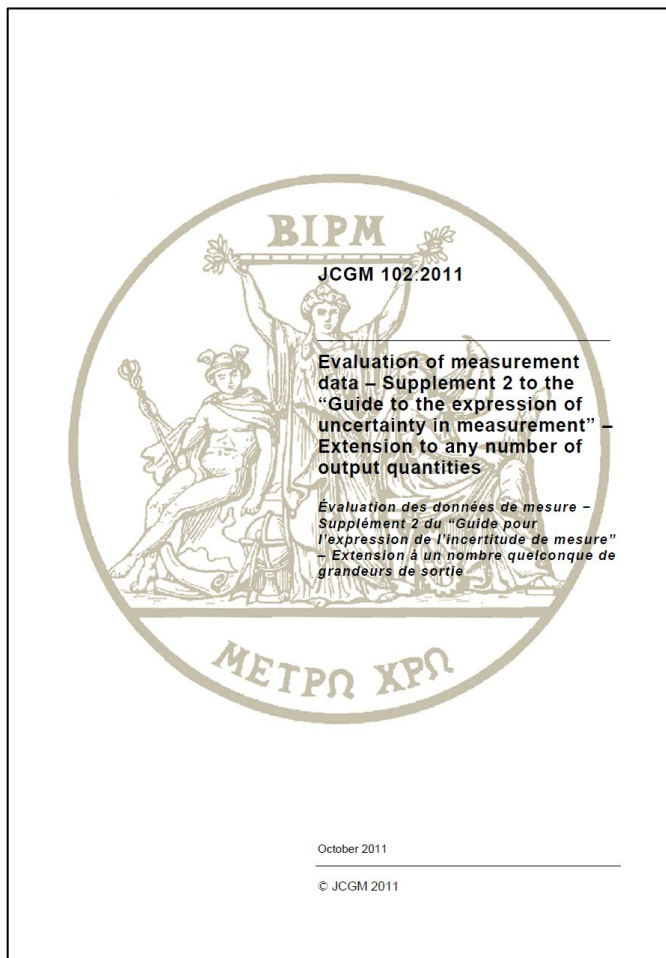 BIPM
JCGM 102:2011
Evaluation of measurement
data – Supplement 2 to the
“Guide to the expression of
uncertainty in measurement” –
Extension to any number of
output quantities
Évaluation des données de mesure –
Supplément 2 du “Guide pour
l’expression de l’incertitude de mesure”
– Extension à un nombre quelconque de
grandeurs de sortie
ΜΕΤΡΩ ΧΡΩ
October 2011
© JCGM 2011